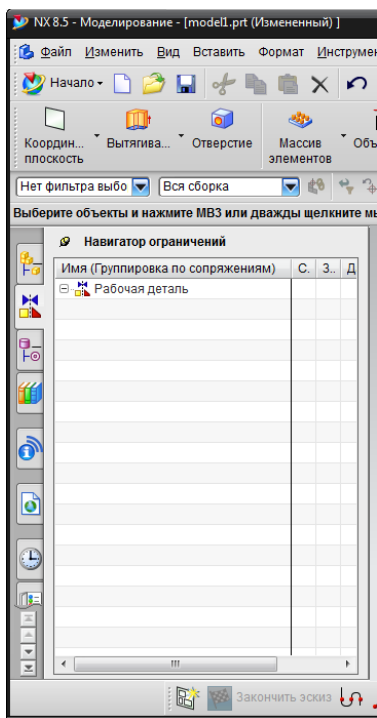 NX 8.5 - Моделирование - [model1.prt (Измененный) ]
Файл Изменить Вид Вставить Формат
Начало
Координ... плоскость Вытягива... Отверстие Массив элементов
Нет фильтра выбо Вся сборка
Выберите объекты и нажмите MB3 или дважды щелкните
Навигатор ограничений
Имя (Группировка по сопряжениям) С. З.. Д
Рабочая деталь
Закончить эскиз